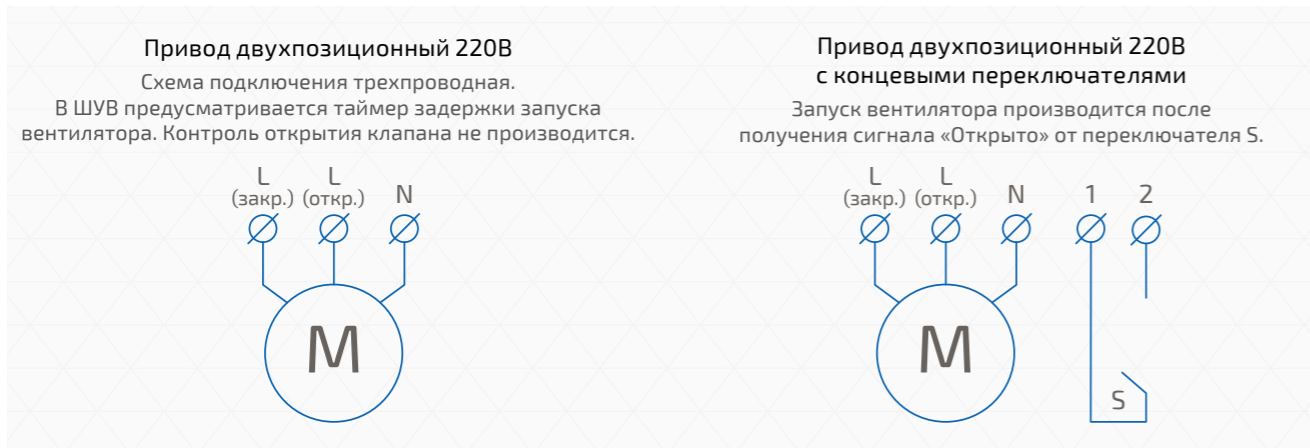 Привод двухпозиционный 220В
Схема подключения трехпроводная.
В ШУВ предусматривается таймер задержки запуска
вентилятора. Контроль открытия клапана не производится.
L L N
(закр.) (откр.)
M
Привод двухпозиционный 220В
с концевыми переключателями
Запуск вентилятора производится после
получения сигнала «Открыто» от переключателя S.
L L N 1 2
(закр.) (откр.)
M
S